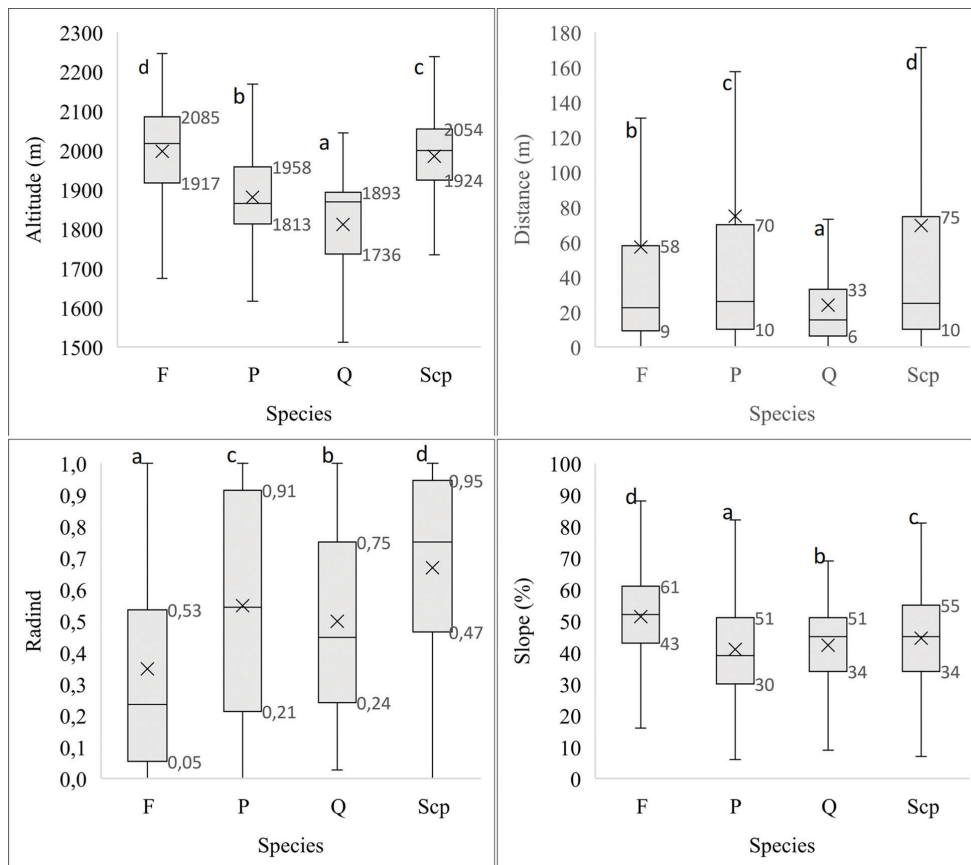 2300
2200
2100
2000
1900
1800
1700
1600
1500
Altitude (m)
d
b
a
c
2085
1917
1958
1813
1893
1736
2054
1924
F P Q Scp
Species
180
160
140
120
100
80
60
40
20
0
Distance (m)
b
c
a
d
58
9
70
10
33
6
75
10
F P Q Scp
Species
1,0
0,9
0,8
0,7
0,6
0,5
0,4
0,3
0,2
0,1
0,0
Radind
a
c
b
d
0,53
0,05
0,91
0,21
0,75
0,24
0,95
0,47
F P Q Scp
Species
100
90
80
70
60
50
40
30
20
10
0
Slope (%)
d
a
b
c
61
43
51
30
51
34
55
34
F P Q Scp
Species